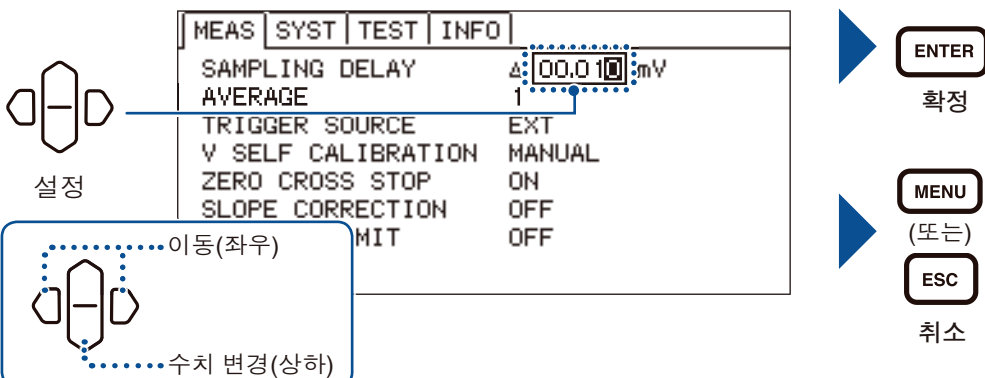 MEAS SYST TEST INFO
SAMPLING DELAY Δ 00.010 mV
AVERAGE 1
TRIGGER SOURCE EXT
V SELF CALIBRATION MANUAL
ZERO CROSS STOP ON
SLOPE CORRECTION OFF
MIT OFF
설정
이동(좌우)
수치 변경(상하)
ENTER
확정
MENU
(또는)
ESC
취소